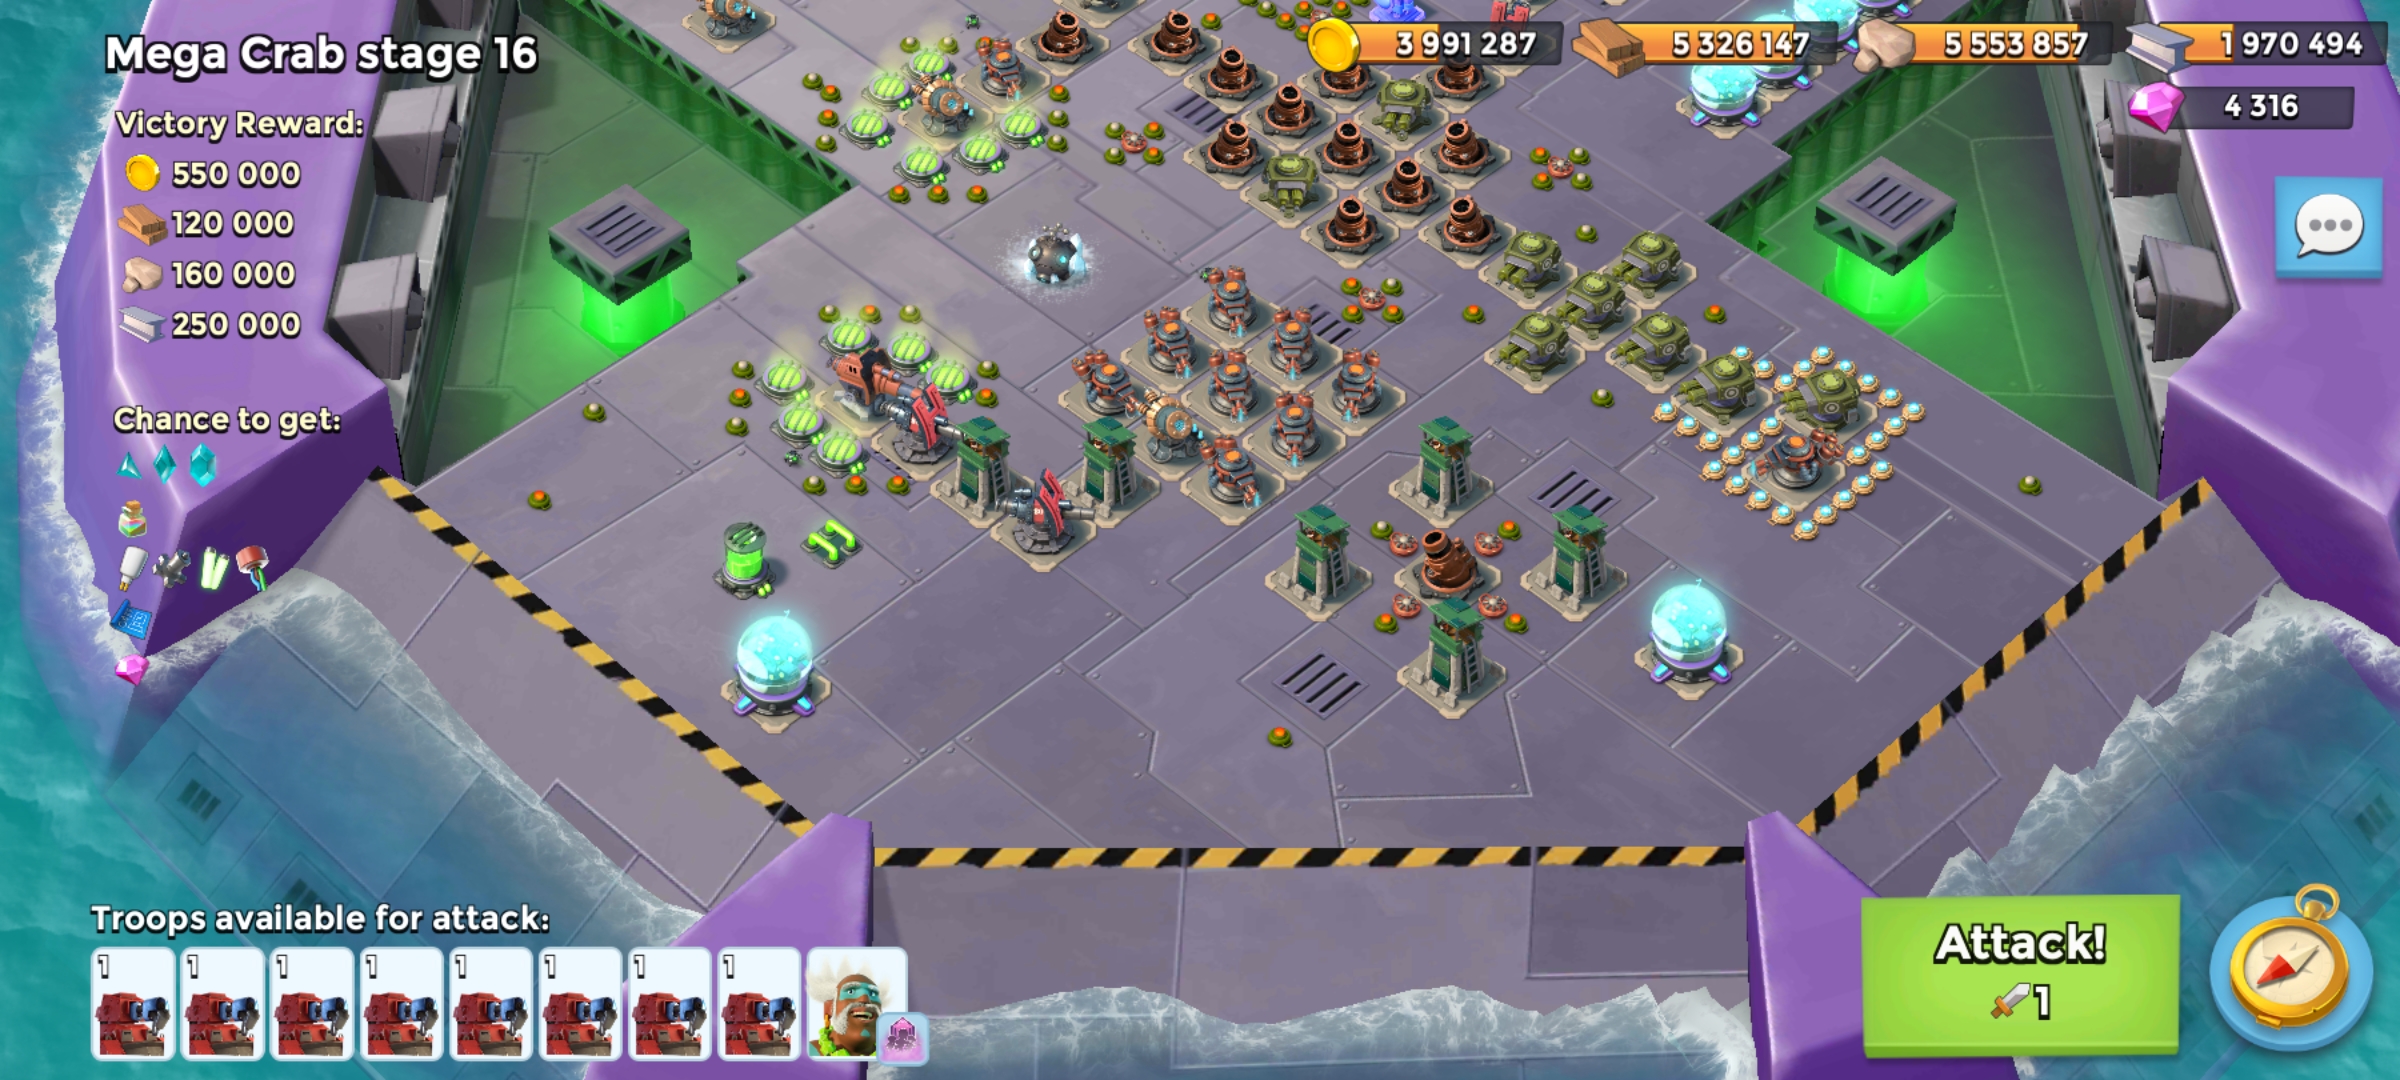 Mega Crab stage 16
3 991 287
5 326 147
5 553 857
1 970 494
4 316
Victory Reward:
550 000
120 000
160 000
250 000
Chance to get:
Troops available for attack:
1 1 1 1 1 1 1 1
Attack!
1